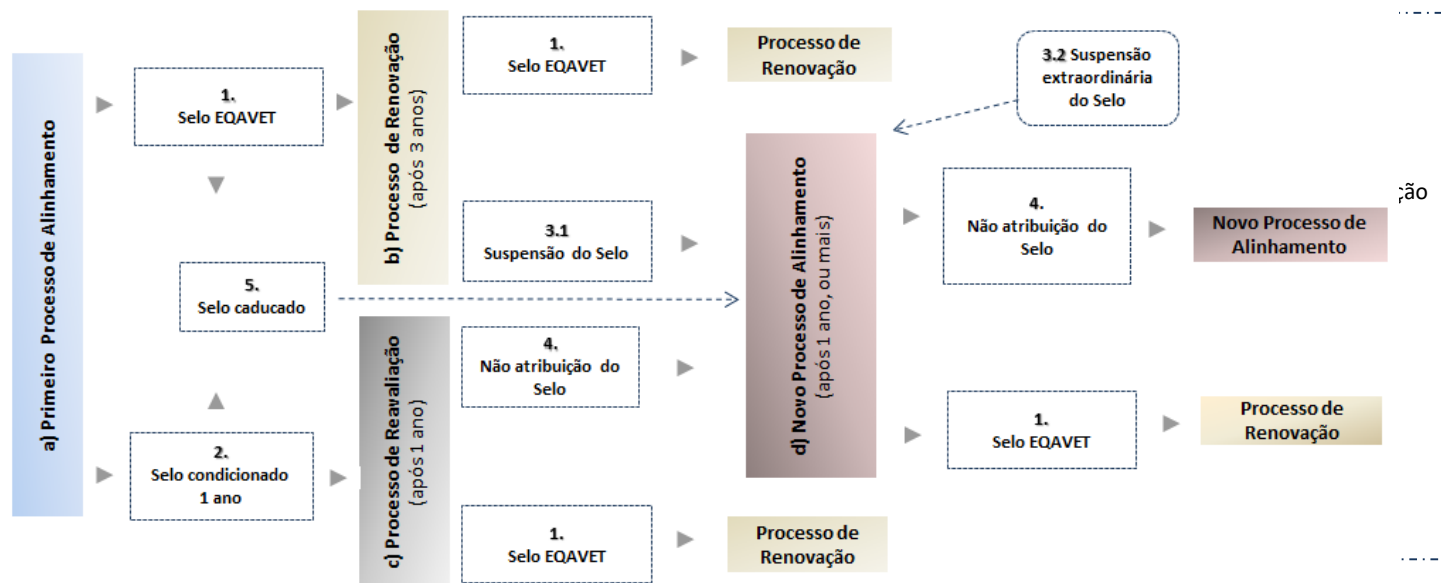 a) Primeiro Processo de Alinhamento
1.
Selo EQAVET
5.
Selo caducado
2.
Selo condicionado
1 ano
b) Processo de Renovação
(após 3 anos)
c) Processo de Reavaliação
(após 1 ano)
1.
Selo EQAVET
3.1
Suspensão do Selo
4.
Não atribuição do
Selo
1.
Selo EQAVET
Processo de
Renovação
Processo de
Renovação
d) Novo Processo de Alinhamento
(após 1 ano, ou mais)
3.2 Suspensão
extraordinária
do Selo
4.
Não atribuição do
Selo
1.
Selo EQAVET
Novo Processo de
Alinhamento
Processo de
Renovação
ção